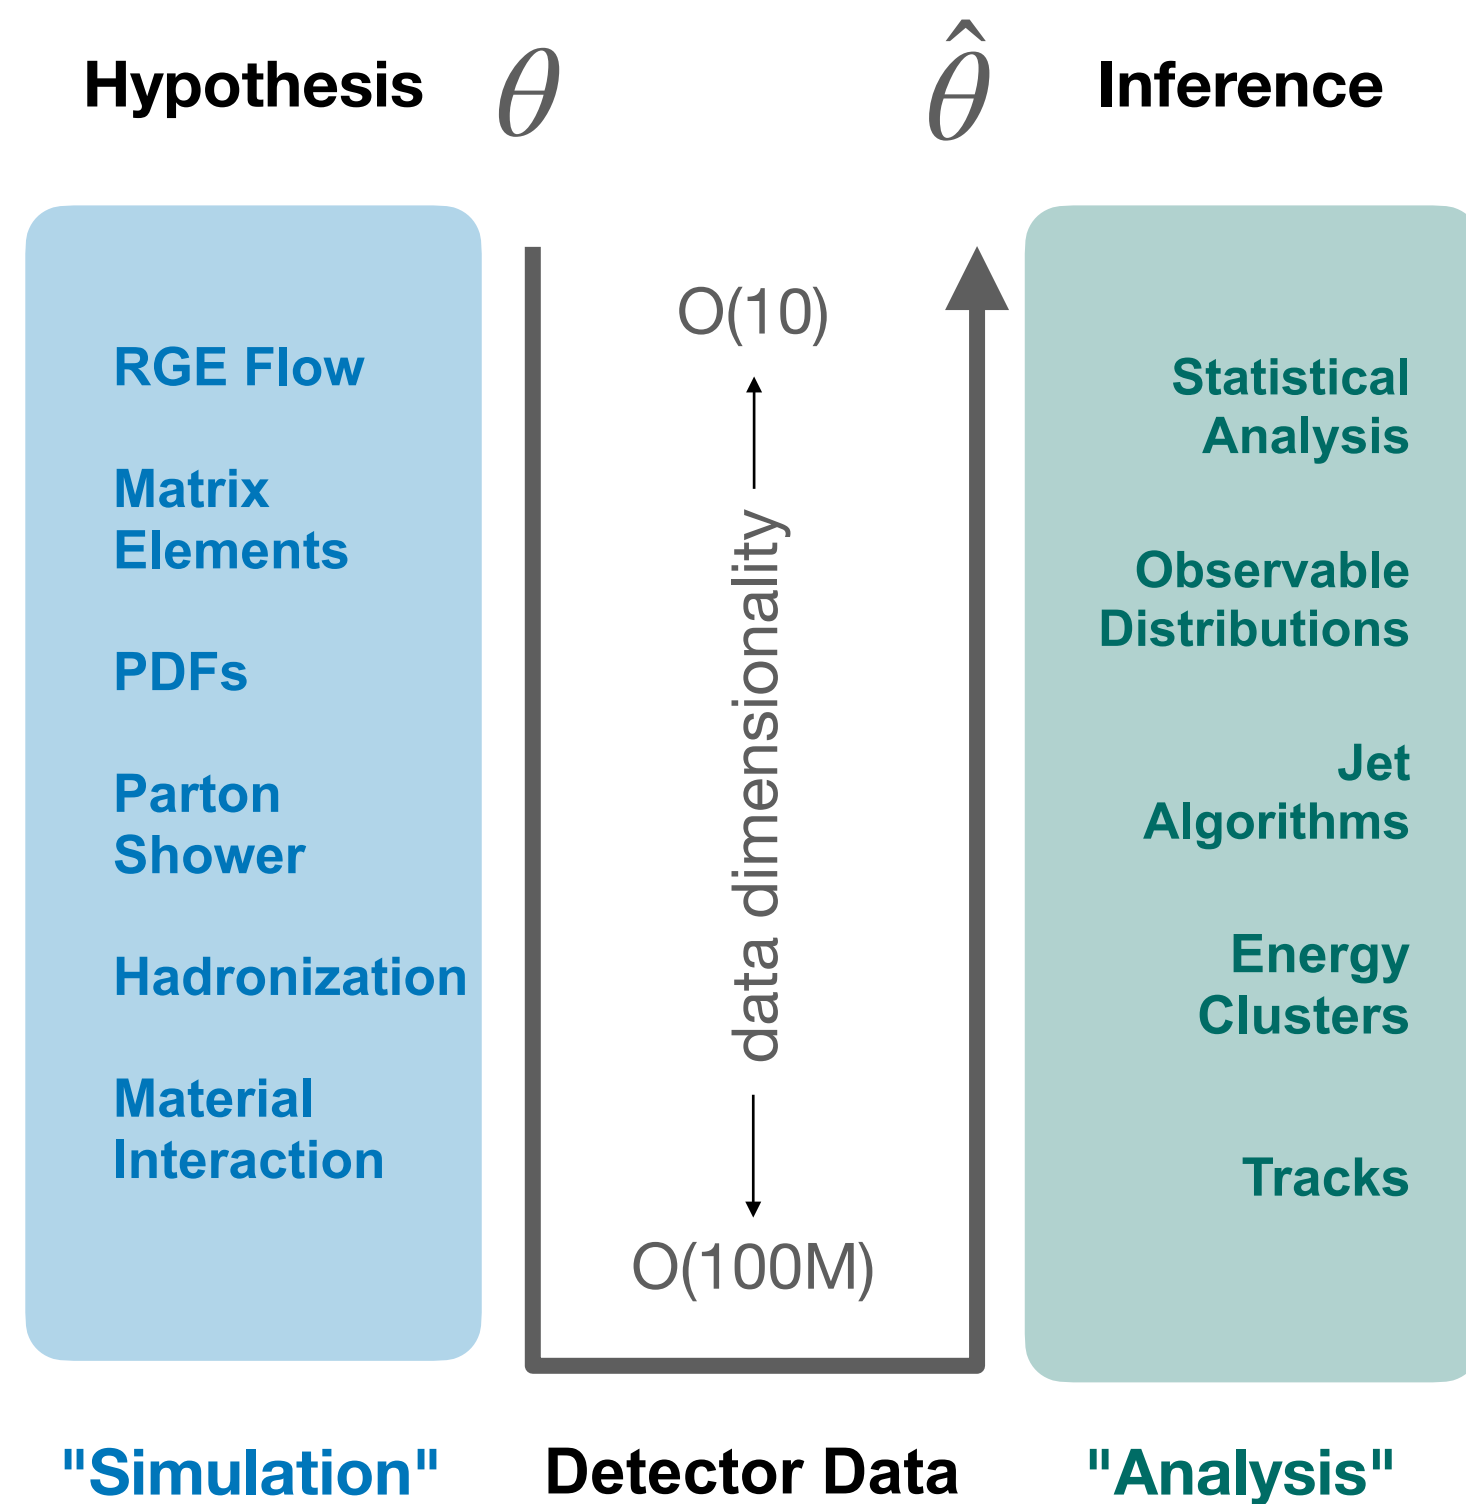 Hypothesis
θ
θ̂
Inference
RGE Flow
Matrix
Elements
PDFs
Parton
Shower
Hadronization
Material
Interaction
O(10)
data dimensionality
O(100M)
Statistical
Analysis
Observable
Distributions
Jet
Algorithms
Energy
Clusters
Tracks
"Simulation"
Detector Data
"Analysis"